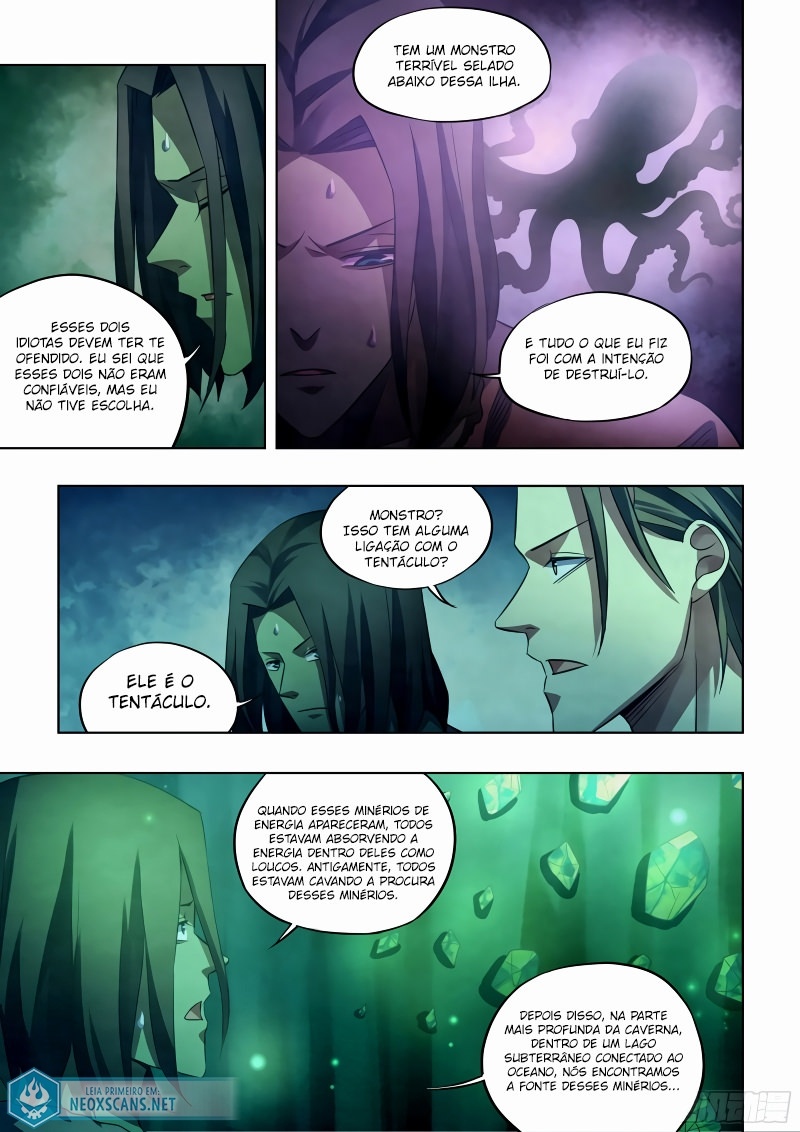 ESSES DOIS
IDIOTAS DEVEM TER TE
OFENDIDO. EU SEI QUE
ESSES DOIS NÃO ERAM
CONFIÁVEIS, MAS EU
NÃO TIVE ESCOLHA.
TEM UM MONSTRO
TERRÍVEL SELADO
ABAIXO DESSA ILHA.
E TUDO O QUE EU FIZ
FOI COM A INTENÇÃO
DE DESTRUÍ-LO.
MONSTRO?
ISSO TEM ALGUMA
LIGAÇÃO COM O
TENTÁCULO?
ELE É O
TENTÁCULO.
QUANDO ESSES MINÉRIOS DE
ENERGIA APARECERAM, TODOS
ESTAVAM ABSORVENDO A
ENERGIA DENTRO DELES COMO
LOUCOS. ANTIGAMENTE, TODOS
ESTAVAM CAVANDO A PROCURA
DESSES MINÉRIOS.
DEPOIS DISSO, NA PARTE
MAIS PROFUNDA DA CAVERNA,
DENTRO DE UM LAGO
SUBTERRÂNEO CONECTADO AO
OCEANO, NÓS ENCONTRAMOS
A FONTE DESSES MINÉRIOS...
LEIA PRIMEIRO EM:
NEOXSCANS.NET